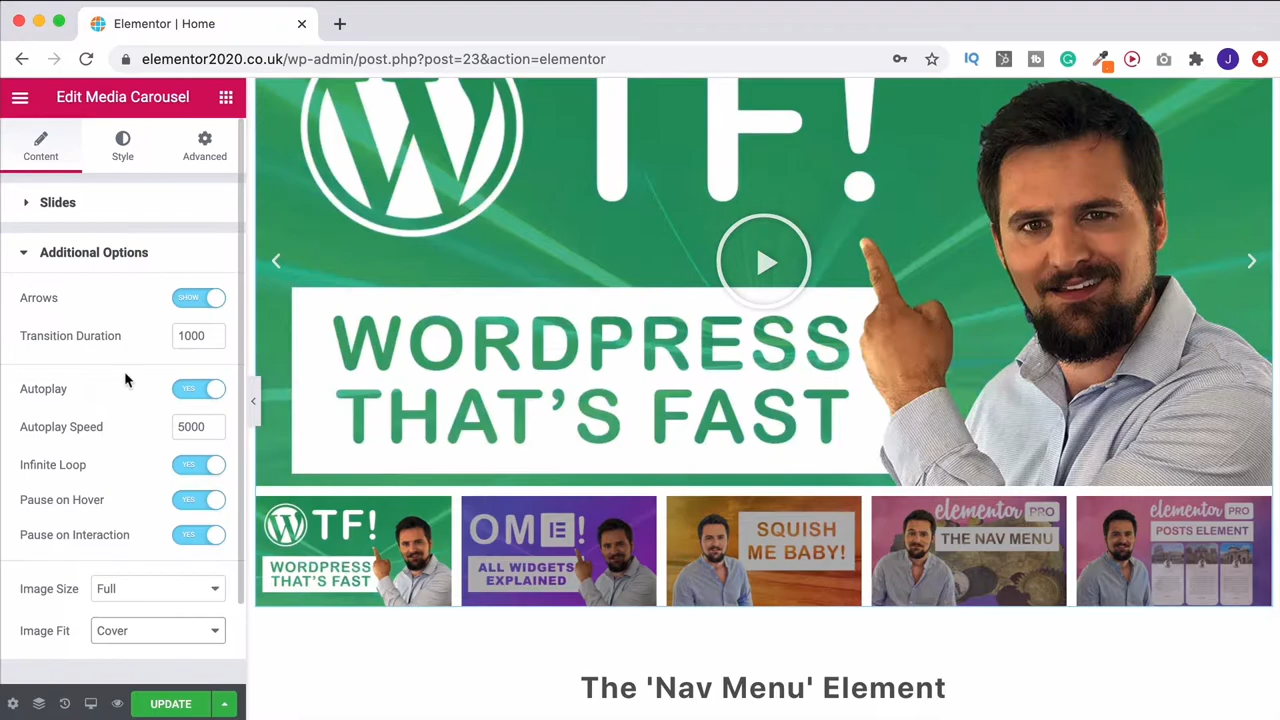 Elementor | Home
elementor2020.co.uk/wp-admin/post.php?post=23&action=elementor
IQ
tb
J
Edit Media Carousel
Content
Style
Advanced
Slides
Additional Options
Arrows
SHOW
Transition Duration
1000
Autoplay
YES
Autoplay Speed
5000
Infinite Loop
YES
Pause on Hover
YES
Pause on Interaction
YES
Image Size
Full
Image Fit
Cover
UPDATE
W TF!
WORDPRESS
THAT'S FAST
W TF!
WORDPRESS
THAT'S FAST
OME!
ALL WIDGETS
EXPLAINED
SQUISH
ME BABY!
elementor PRO
THE NAV MENU
elementor PRO
POSTS ELEMENT
The 'Nav Menu' Element